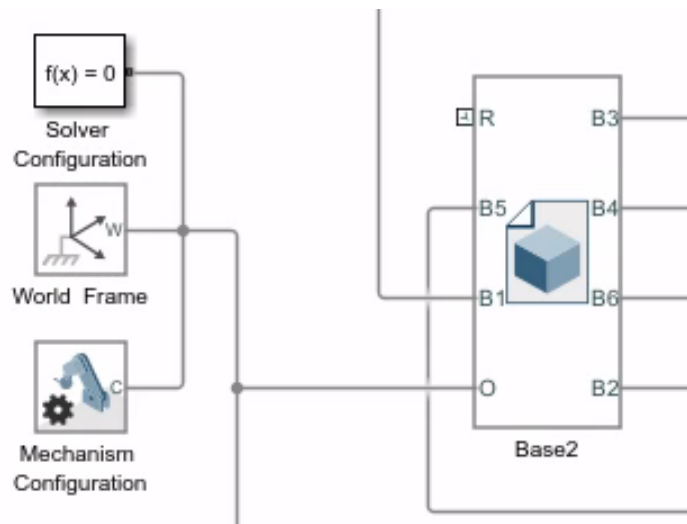 f(x) = 0
Solver
Configuration
W
World Frame
C
Mechanism
Configuration
R
B3
B5
B4
B1
B6
O
B2
Base2